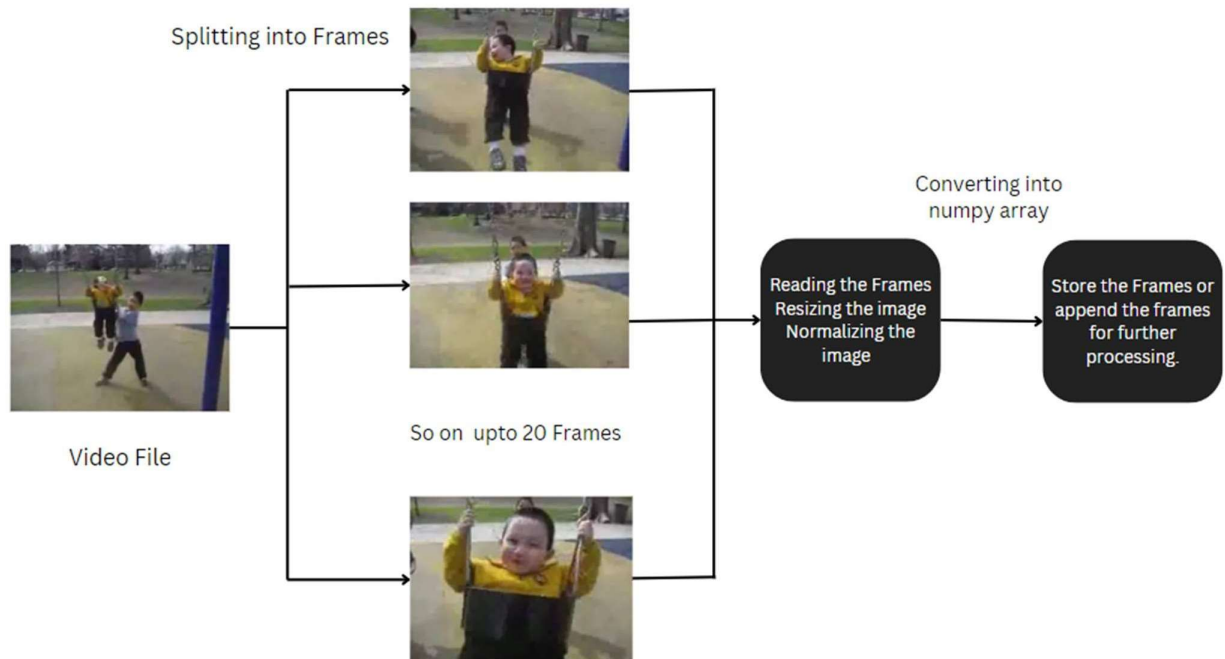 Splitting into Frames
Video File
So on upto 20 Frames
Reading the Frames
Resizing the image
Normalizing the
image
Converting into
numpy array
Store the Frames or
append the frames
for further
processing.